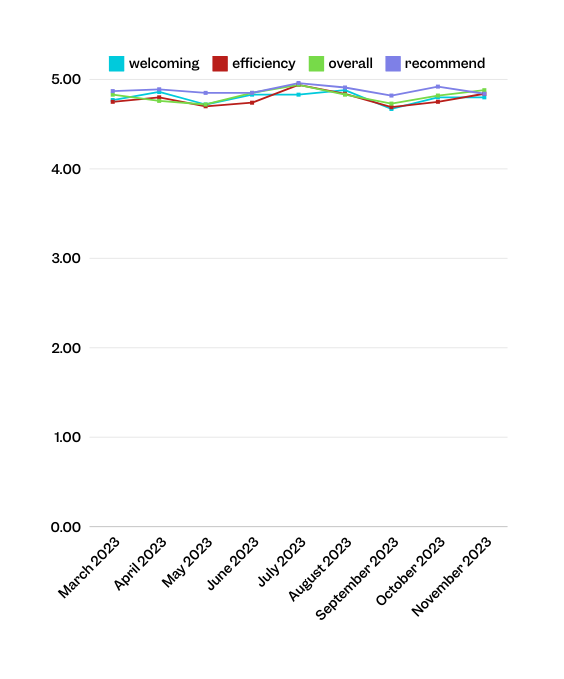 welcoming efficiency overall recommend
5.00
4.00
3.00
2.00
1.00
0.00
March 2023
April 2023
May 2023
June 2023
July 2023
August 2023
September 2023
October 2023
November 2023